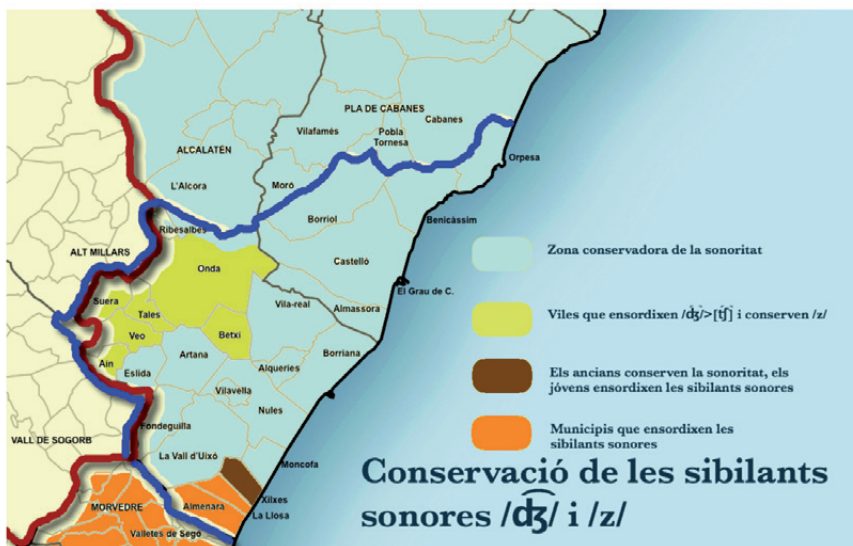 PLA DE CABANES
Cabanes
Vilafamés
Pobla
Tornesa
ALCALATÉN
Orpesa
L'Alcora
Moró
Borriol
Benicàssim
Ribesalbes
ALT MILLARS
Onda
Castelló
El Grau de C.
Suera
Tales
Vila-real
Almassora
Veo
Betxí
Artana
Borriana
Aín
Eslida
Alqueries
Vilavella
Nules
VALL DE SOGORB
Fondeguilla
La Vall d'Uixó
Moncofa
Xilxes
MORVEDRE
Almenara
La Llosa
Valletes de Segó
Zona conservadora de la sonoritat
Viles que ensordixen /d͡ʒ/>[t͡ʃ] i conserven /z/
Els ancians conserven la sonoritat, els
jóvens ensordixen les sibilants sonores
Municipis que ensordixen les
sibilants sonores
Conservació de les sibilants
sonores /d͡ʒ/ i /z/